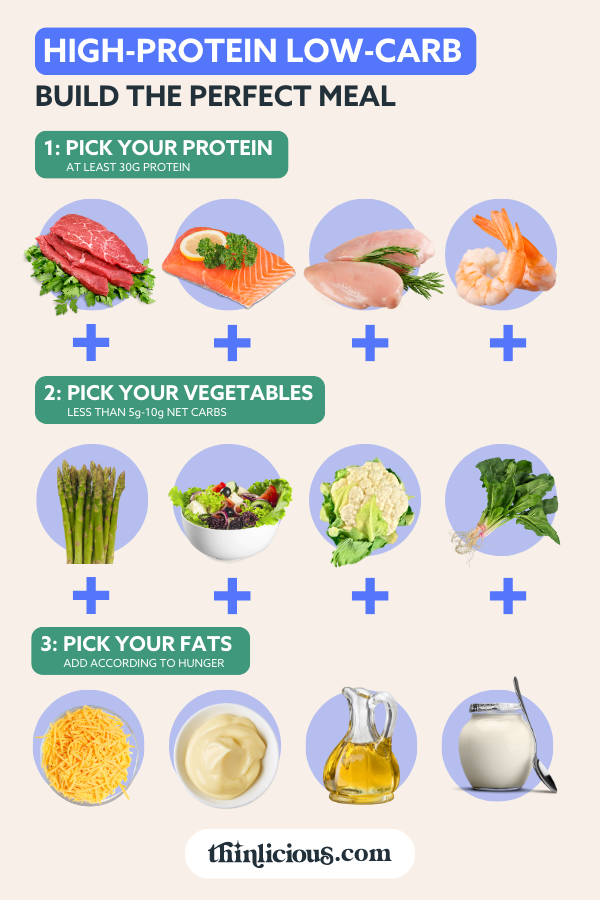 HIGH-PROTEIN LOW-CARB
BUILD THE PERFECT MEAL
1: PICK YOUR PROTEIN
AT LEAST 30G PROTEIN
2: PICK YOUR VEGETABLES
LESS THAN 5g-10g NET CARBS
3: PICK YOUR FATS
ADD ACCORDING TO HUNGER
thinlicious.com